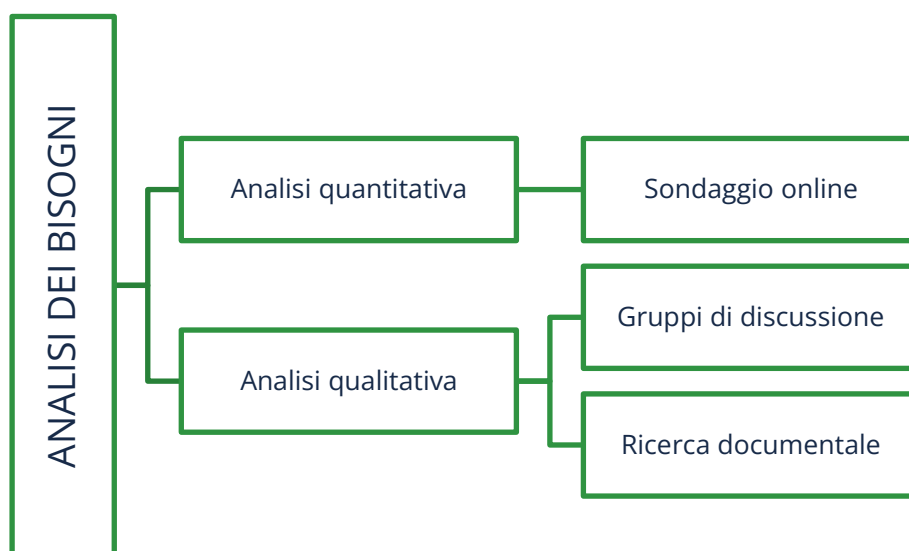 ANALISI DEI BISOGNI
Analisi quantitativa
Sondaggio online
Analisi qualitativa
Gruppi di discussione
Ricerca documentale